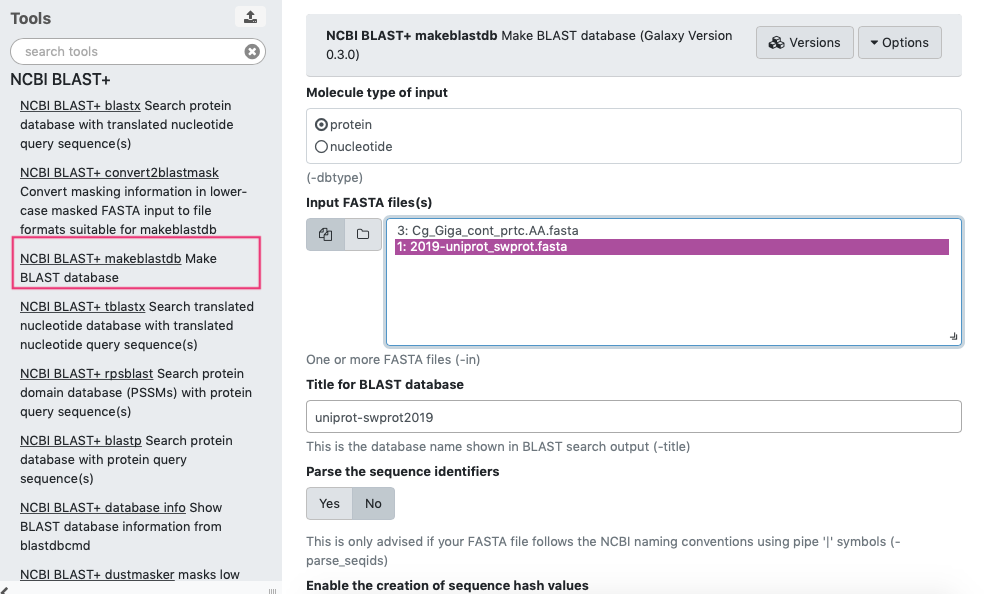 Tools
search tools
NCBI BLAST+
NCBI BLAST+ blastx Search protein
database with translated nucleotide
query sequence(s)
NCBI BLAST+ convert2blastmask
Convert masking information in lower-
case masked FASTA input to file
formats suitable for makeblastdb
NCBI BLAST+ makeblastdb Make
BLAST database
NCBI BLAST+ tblastx Search translated
nucleotide database with translated
nucleotide query sequence(s)
NCBI BLAST+ rpsblast Search protein
domain database (PSSMs) with protein
query sequence(s)
NCBI BLAST+ blastp Search protein
database with protein query
sequence(s)
NCBI BLAST+ database info Show
BLAST database information from
blastdbcmd
NCBI BLAST+ dustmasker masks low
NCBI BLAST+ makeblastdb Make BLAST database (Galaxy Version
0.3.0)
Versions
Options
Molecule type of input
protein
nucleotide
(-dbtype)
Input FASTA files(s)
3: Cg_Giga_cont_prtc.AA.fasta
1: 2019-uniprot_swprot.fasta
One or more FASTA files (-in)
Title for BLAST database
uniprot-swprot2019
This is the database name shown in BLAST search output (-title)
Parse the sequence identifiers
Yes No
This is only advised if your FASTA file follows the NCBI naming conventions using pipe '|' symbols (-
parse_seqids)
Enable the creation of sequence hash values